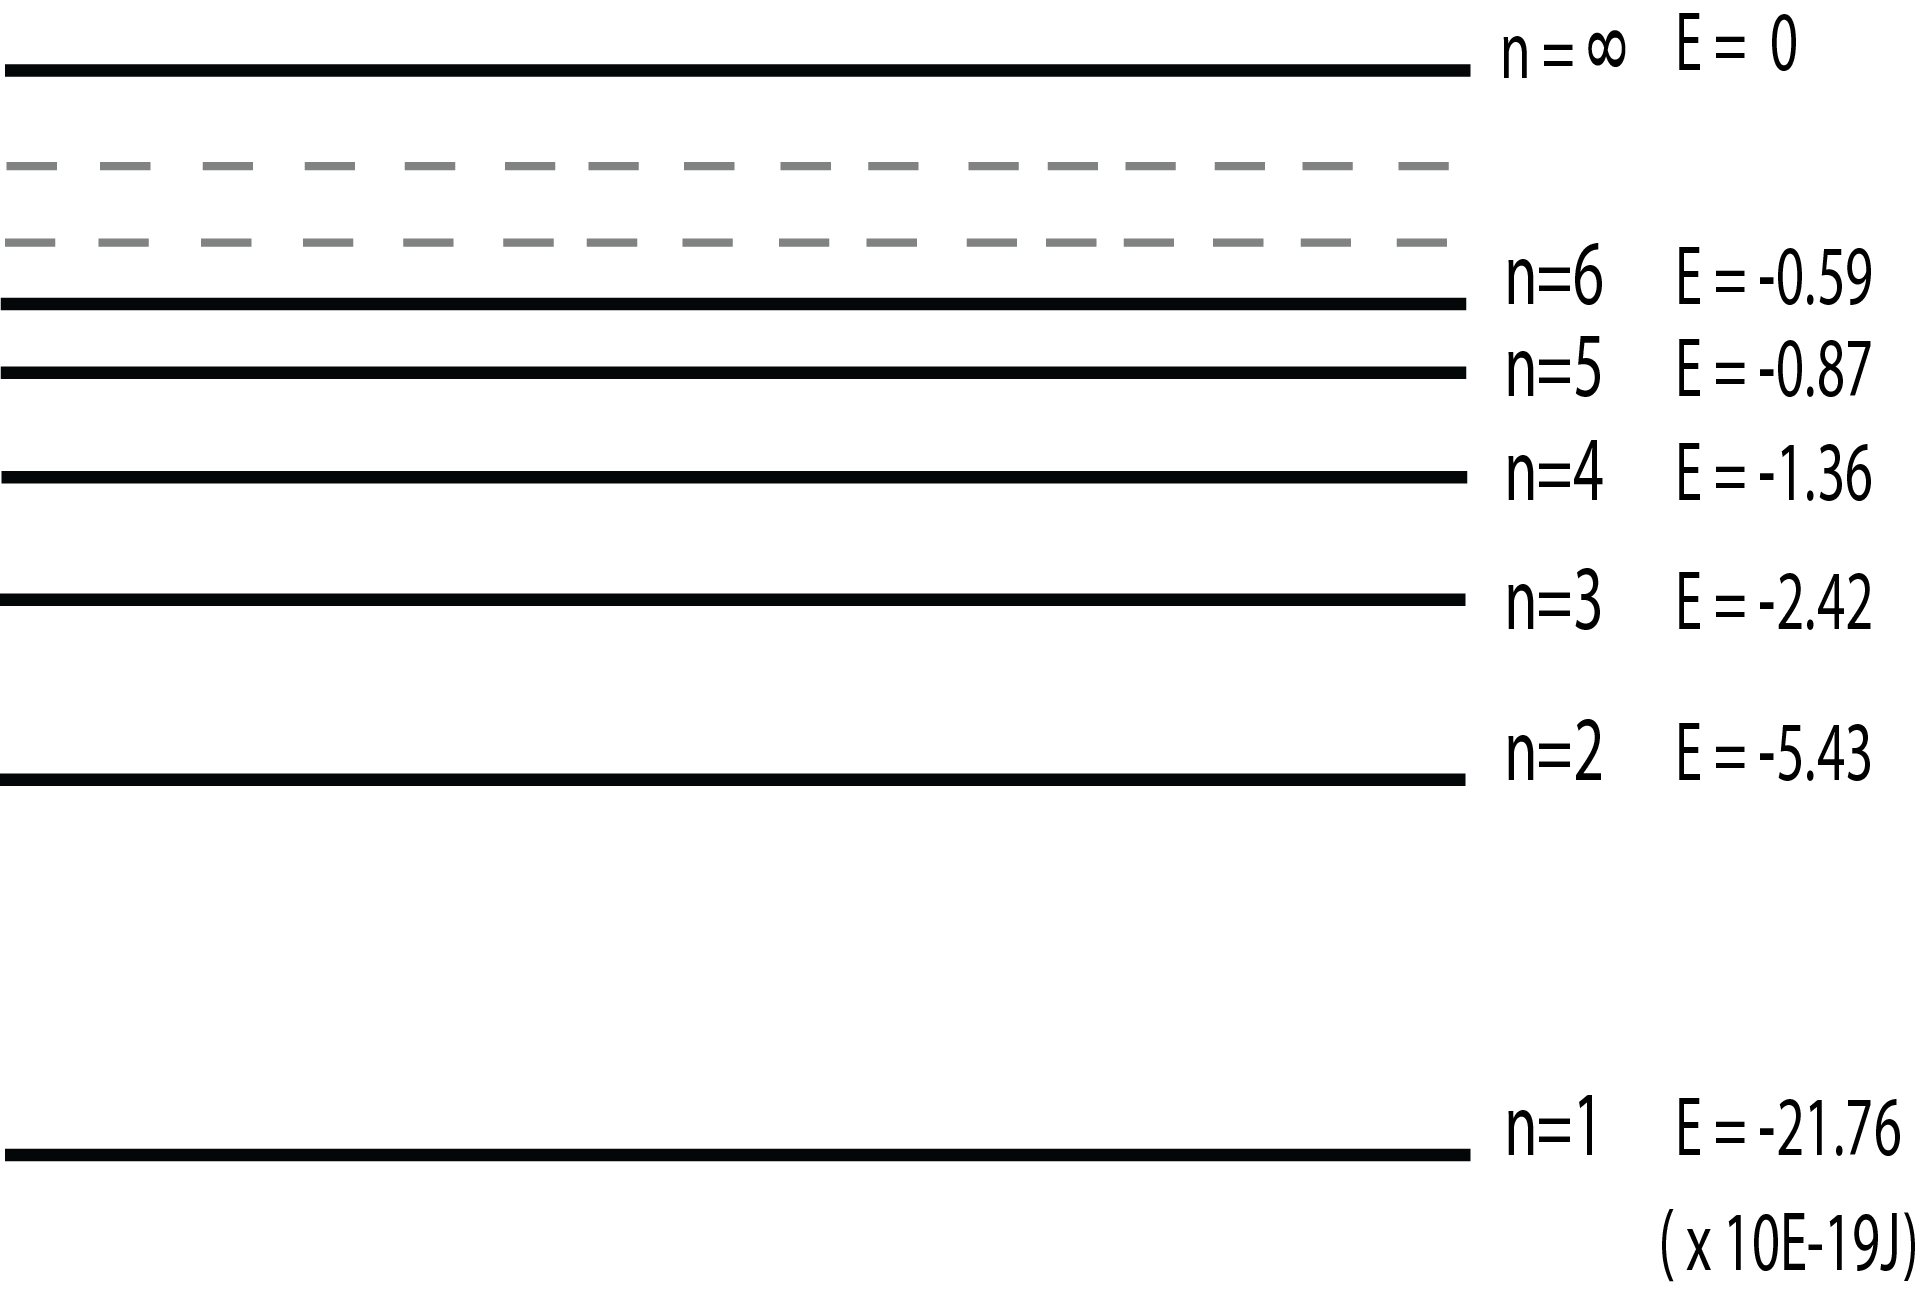 n = ∞ E = 0
n=6 E = -0.59
n=5 E = -0.87
n=4 E = -1.36
n=3 E = -2.42
n=2 E = -5.43
n=1 E = -21.76
( x 10E-19J)